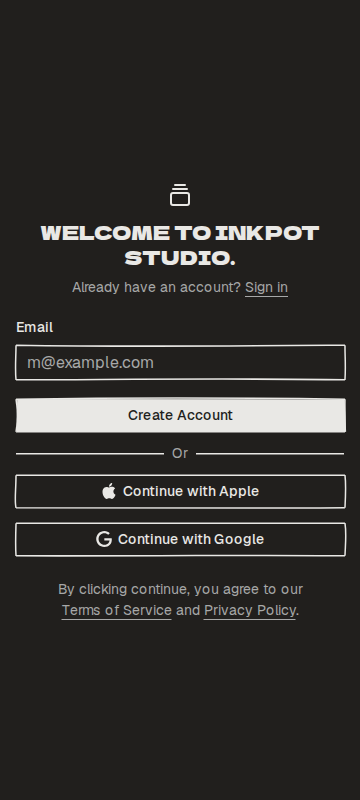 WELCOME TO INKPOT
STUDIO.
Already have an account? Sign in
Email
m@example.com
Create Account
Or
Continue with Apple
Continue with Google
By clicking continue, you agree to our
Terms of Service and Privacy Policy.